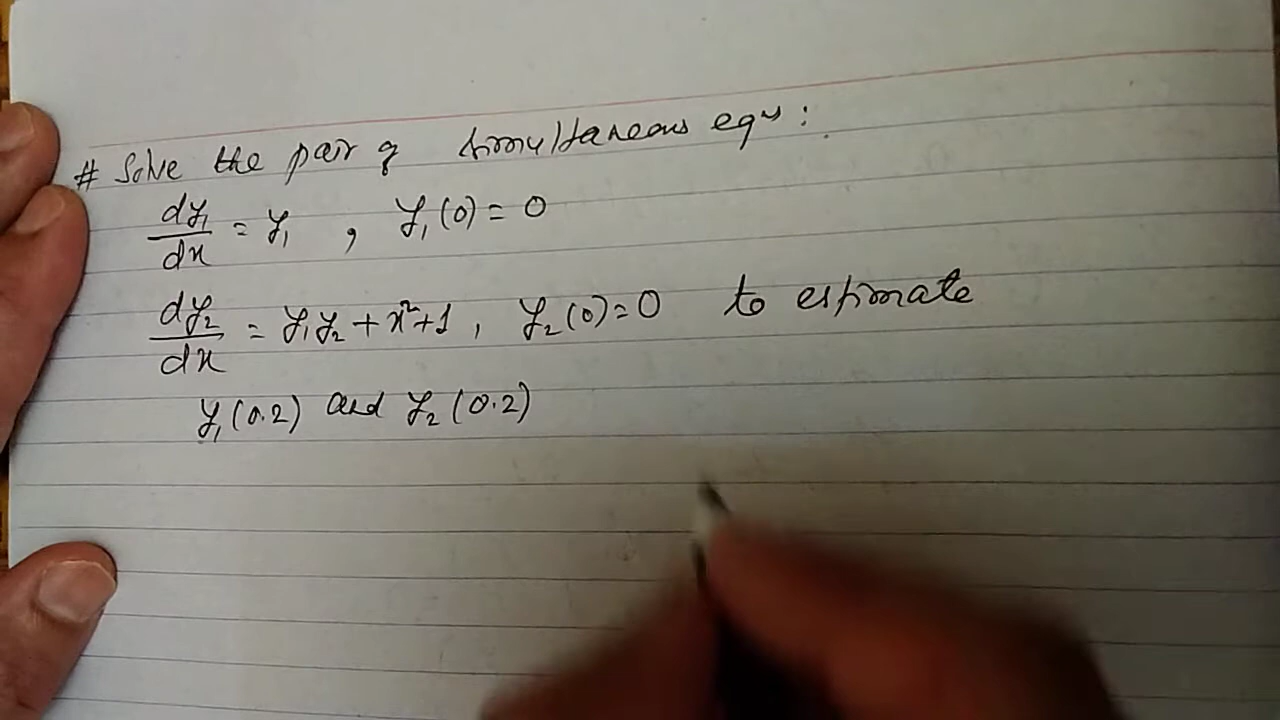 # Solve the pair of simultaneous eqns :
dy₁/dx = y₁ , y₁(0) = 0
dy₂/dx = y₁y₂ + x² + 1 , y₂(0) = 0 to estimate
y₁(0.2) and y₂(0.2)